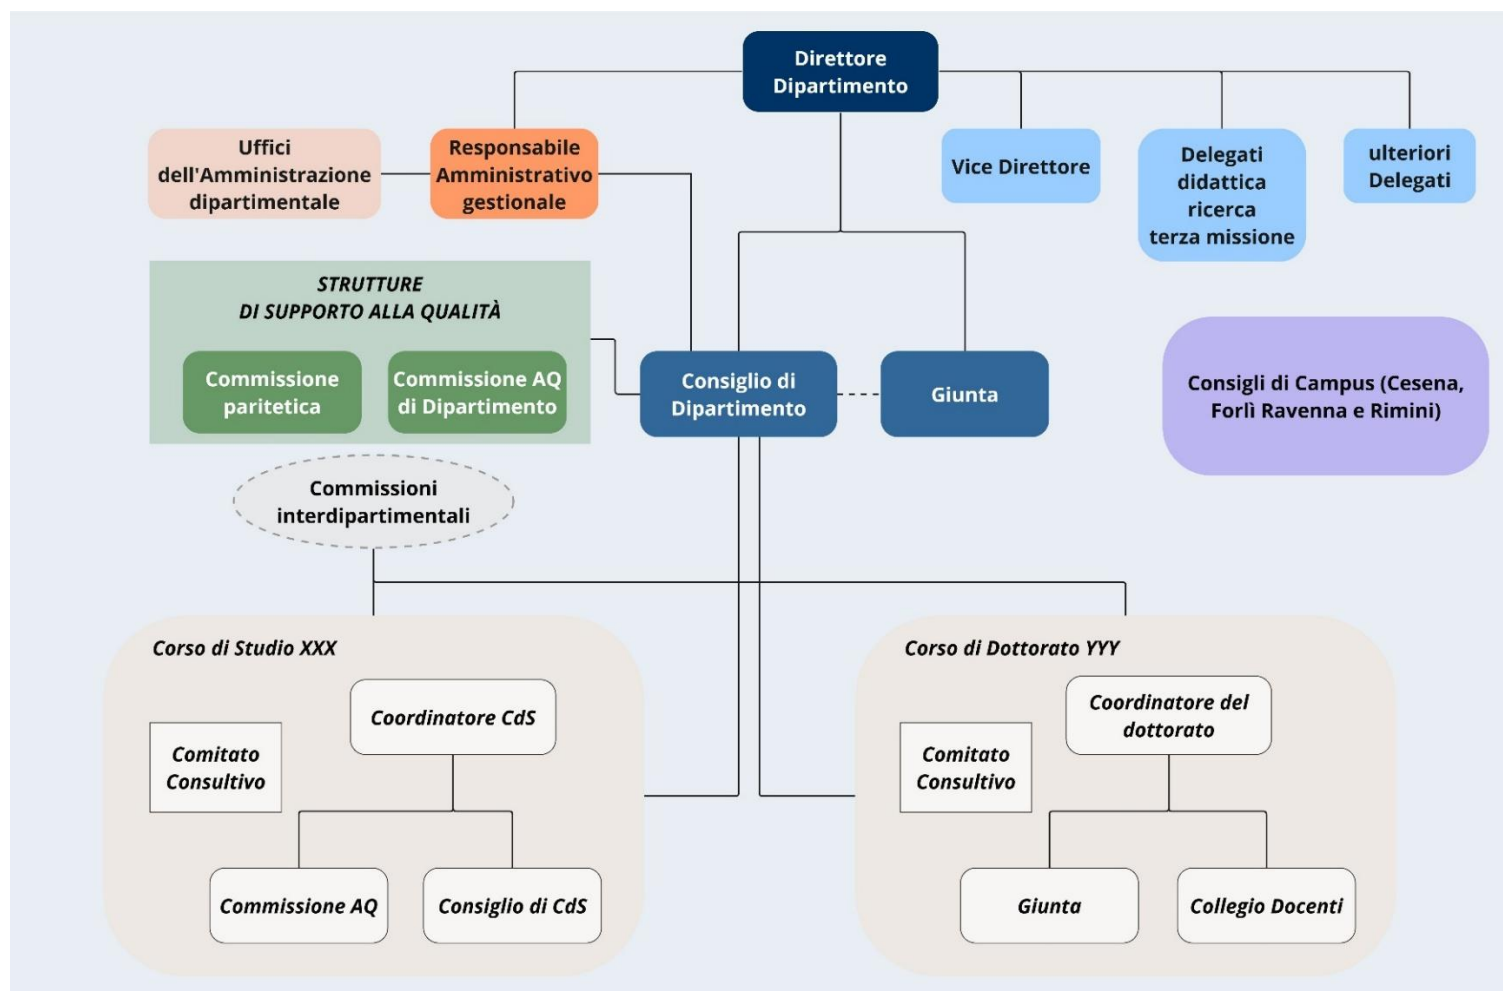 Direttore
Dipartimento
Uffici
dell'Amministrazione
dipartimentale
Responsabile
Amministrativo
gestionale
Vice Direttore
Delegati
didattica
ricerca
terza missione
ulteriori
Delegati
STRUTTURE
DI SUPPORTO ALLA QUALITÀ
Commissione
paritetica
Commissione AQ
di Dipartimento
Consiglio di
Dipartimento
Giunta
Consigli di Campus (Cesena,
Forlì Ravenna e Rimini)
Commissioni
interdipartimentali
Corso di Studio XXX
Coordinatore CdS
Comitato
Consultivo
Commissione AQ
Consiglio di CdS
Corso di Dottorato YYY
Coordinatore del
dottorato
Comitato
Consultivo
Giunta
Collegio Docenti